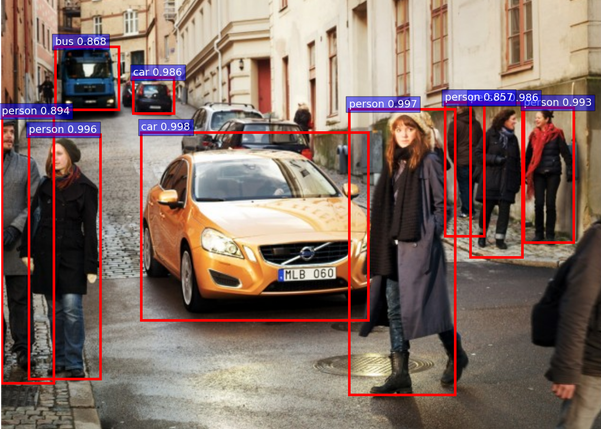 bus 0.868
car 0.986
person 0.894
person 0.996
car 0.998
person 0.997
person 0.857
.986
person 0.993
MLB 060